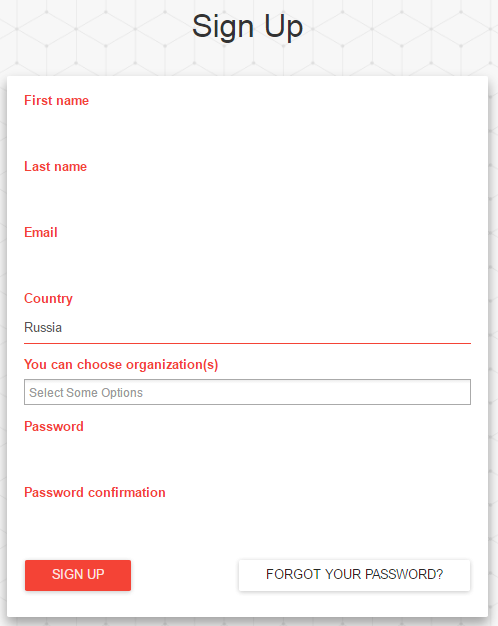 Sign Up
First name
Last name
Email
Country
Russia
You can choose organization(s)
Select Some Options
Password
Password confirmation
SIGN UP
FORGOT YOUR PASSWORD?